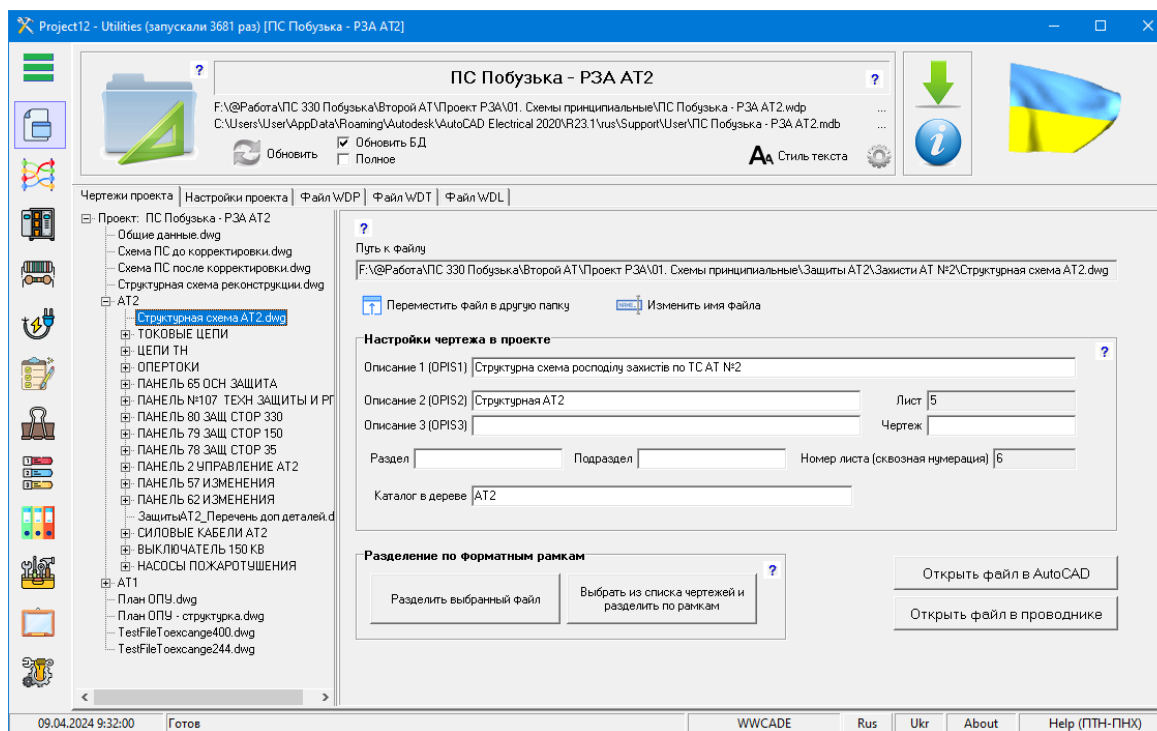 Project12 - Utilities (запускали 3681 раз) [ПС Побузька - РЗА АТ2]
?
ПС Побузька - РЗА АТ2
?
F:\@Работа\ПС 330 Побузька\Второй АТ\Проект РЗА\01. Схемы принципиальные\ПС Побузька - РЗА АТ2.wdp
...
C:\Users\User\AppData\Roaming\Autodesk\AutoCAD Electrical 2020\R23.1\rus\Support\User\ПС Побузька - РЗА АТ2.mdb
...
Обновить
Обновить БД
Полное
АА Стиль текста
Чертежи проекта
Настройки проекта
Файл WDP
Файл WDT
Файл WDL
Проект: ПС Побузька - РЗА АТ2
Общие данные.dwg
Схема ПС до корректировки.dwg
Схема ПС после корректировки.dwg
Структурная схема реконструкции.dwg
АТ2
Структурная схема АТ2.dwg
ТОКОВЫЕ ЦЕПИ
ЦЕПИ ТН
ОПЕРТОКИ
ПАНЕЛЬ 65 ОСН ЗАЩИТА
ПАНЕЛЬ №107 ТЕХН ЗАЩИТЫ И РГ
ПАНЕЛЬ 80 ЗАЩ СТОР 330
ПАНЕЛЬ 79 ЗАЩ СТОР 150
ПАНЕЛЬ 78 ЗАЩ СТОР 35
ПАНЕЛЬ 2 УПРАВЛЕНИЕ АТ2
ПАНЕЛЬ 57 ИЗМЕНЕНИЯ
ПАНЕЛЬ 62 ИЗМЕНЕНИЯ
ЗащитыАТ2_Перечень доп деталей.d
СИЛОВЫЕ КАБЕЛИ АТ2
ВЫКЛЮЧАТЕЛЬ 150 КВ
НАСОСЫ ПОЖАРОТУШЕНИЯ
АТ1
План ОПУ.dwg
План ОПУ - структурка.dwg
TestFileToexcange400.dwg
TestFileToexcange244.dwg
?
Путь к файлу
F:\@Работа\ПС 330 Побузька\Второй АТ\Проект РЗА\01. Схемы принципиальные\Защиты АТ2\Захисти АТ №2\Структурная схема АТ2.dwg
Переместить файл в другую папку
Изменить имя файла
Настройки чертежа в проекте
?
Описание 1 (OPIS1) Структурна схема росподілу захистів по ТС АТ №2
Описание 2 (OPIS2) Структурная АТ2
Лист 5
Описание 3 (OPIS3)
Чертеж
Раздел
Подраздел
Номер листа (сквозная нумерация) 6
Каталог в дереве АТ2
Разделение по форматным рамкам
?
Разделить выбранный файл
Выбрать из списка чертежей и
разделить по рамкам
Открыть файл в AutoCAD
Открыть файл в проводнике
09.04.2024 9:32:00
Готов
WWCADE
Rus
Ukr
About
Help (ПТН-ПНХ)